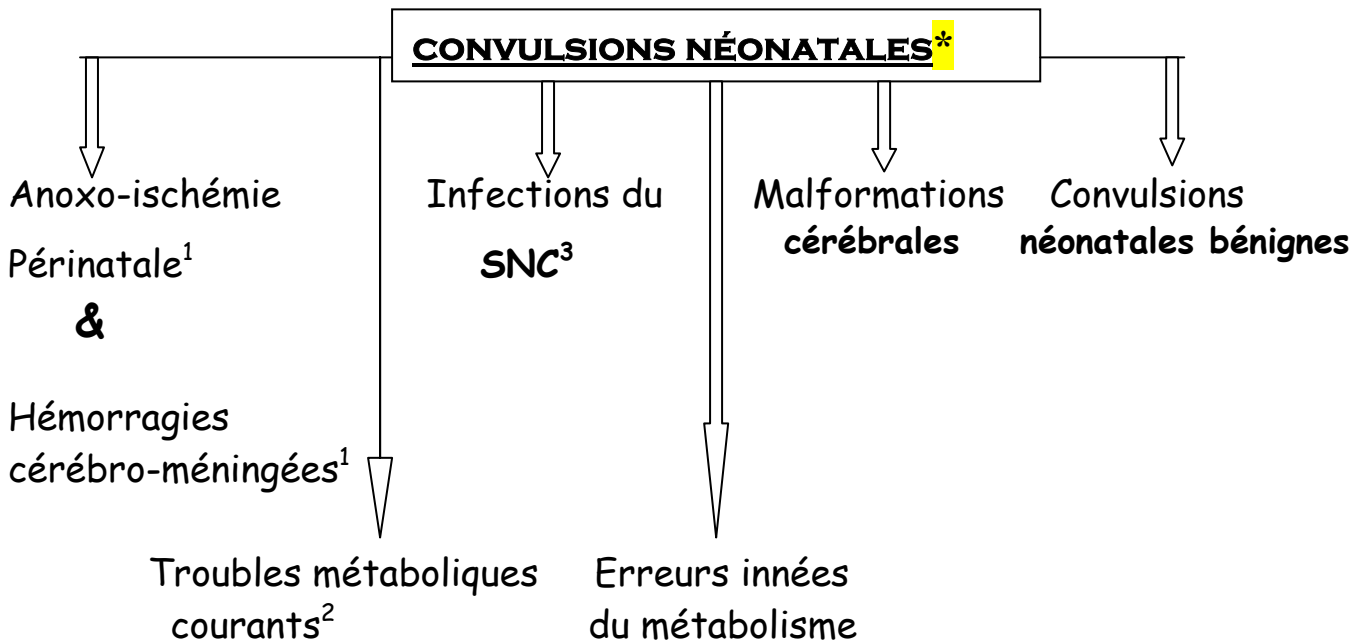 CONVULSIONS NÉONATALES*
Anoxo-ischémie
Périnatale¹
&
Hémorragies
cérébro-méningées¹
Troubles métaboliques
courants²
Infections du
SNC³
Erreurs innées
du métabolisme
Malformations
cérébrales
Convulsions
néonatales bénignes